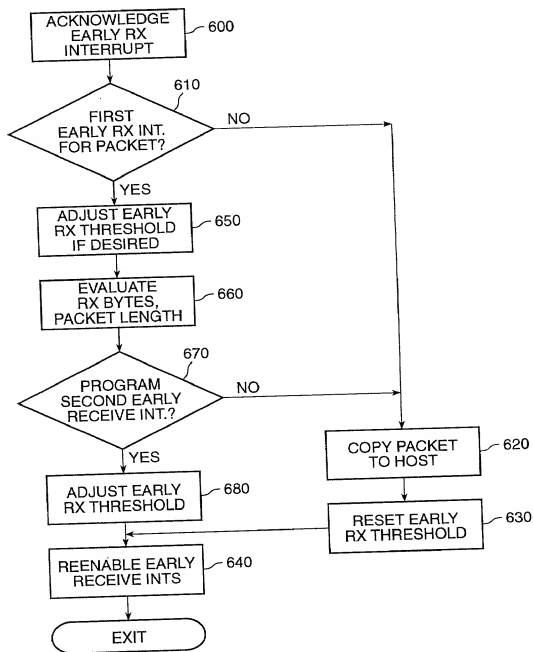 ACKNOWLEDGE
EARLY RX
INTERRUPT
600
610
FIRST
EARLY RX INT.
FOR PACKET?
NO
YES
ADJUST EARLY
RX THRESHOLD
IF DESIRED
650
EVALUATE
RX BYTES,
PACKET LENGTH
660
670
PROGRAM
SECOND EARLY
RECEIVE INT.?
NO
YES
COPY PACKET
TO HOST
620
ADJUST EARLY
RX THRESHOLD
680
RESET EARLY
RX THRESHOLD
630
REENABLE EARLY
RECEIVE INTS
640
EXIT